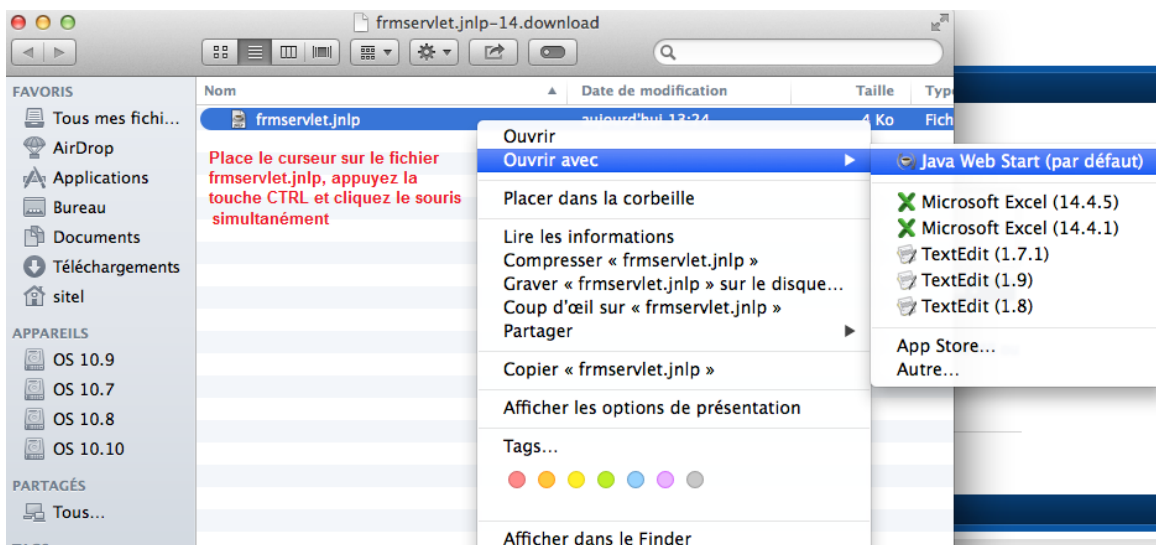 frmservlet.jnlp-14.download
FAVORIS
Tous mes fichi...
AirDrop
Applications
Bureau
Documents
Téléchargements
sitel
APPAREILS
OS 10.9
OS 10.7
OS 10.8
OS 10.10
PARTAGÉS
Tous...
Nom Date de modification Taille Type
frmservlet.jnlp aujourd'hui 13:24 4 Ko Fich
Place le curseur sur le fichier
frmservlet.jnlp, appuyez la
touche CTRL et cliquez le souris
simultanément
Ouvrir
Ouvrir avec
Placer dans la corbeille
Lire les informations
Compresser « frmservlet.jnlp »
Graver « frmservlet.jnlp » sur le disque...
Coup d'œil sur « frmservlet.jnlp »
Partager
Copier « frmservlet.jnlp »
Afficher les options de présentation
Tags...
Afficher dans le Finder
Java Web Start (par défaut)
Microsoft Excel (14.4.5)
Microsoft Excel (14.4.1)
TextEdit (1.7.1)
TextEdit (1.9)
TextEdit (1.8)
App Store...
Autre...